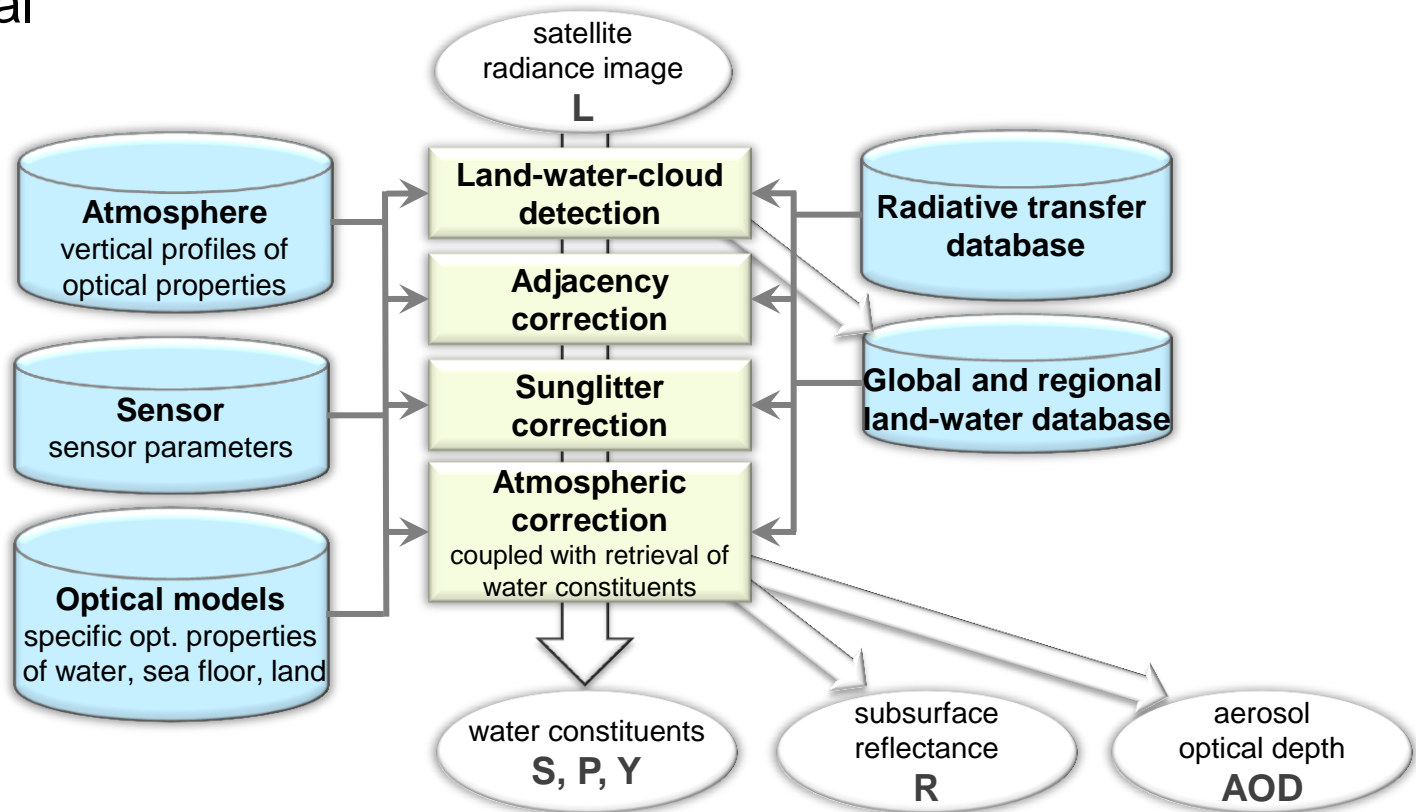 satellite
radiance image
L
Atmosphere
vertical profiles of
optical properties
Sensor
sensor parameters
Optical models
specific opt. properties
of water, sea floor, land
Land-water-cloud
detection
Adjacency
correction
Sunglitter
correction
Atmospheric
correction
coupled with retrieval of
water constituents
Radiative transfer
database
Global and regional
land-water database
water constituents
S, P, Y
subsurface
reflectance
R
aerosol
optical depth
AOD